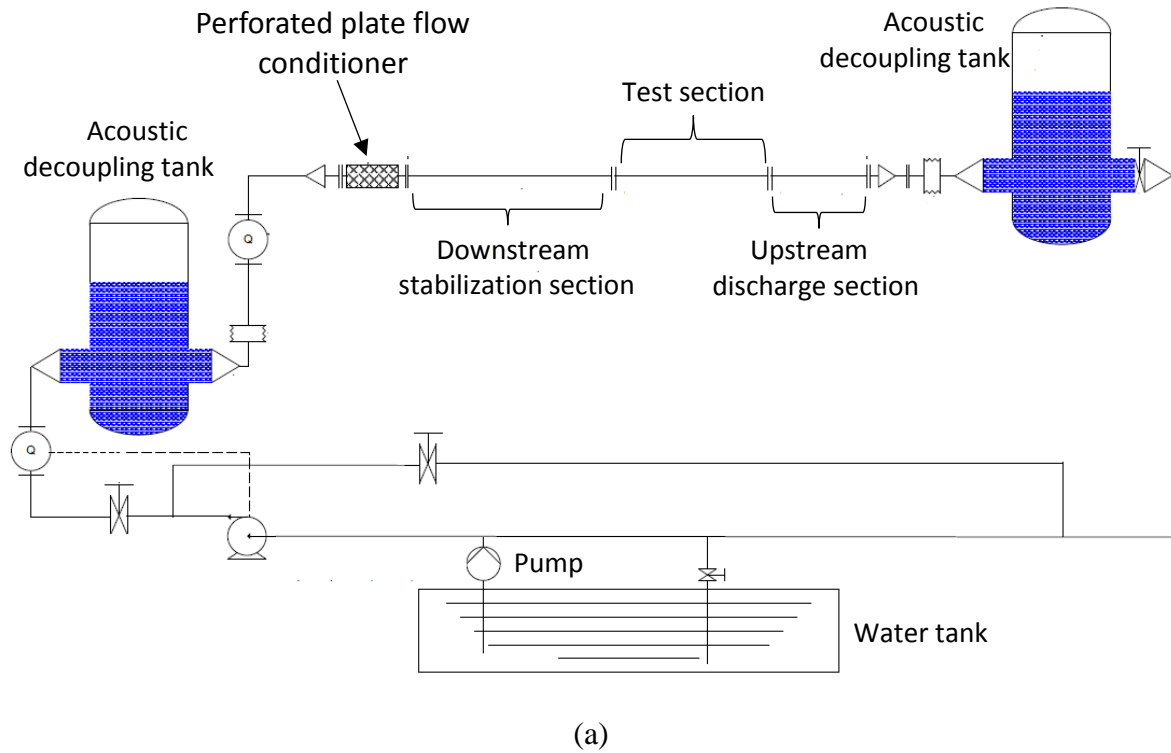 Perforated plate flow
conditioner
Acoustic
decoupling tank
Test section
Acoustic
decoupling tank
Q
Downstream
stabilization section
Upstream
discharge section
Q
Pump
Water tank
(a)